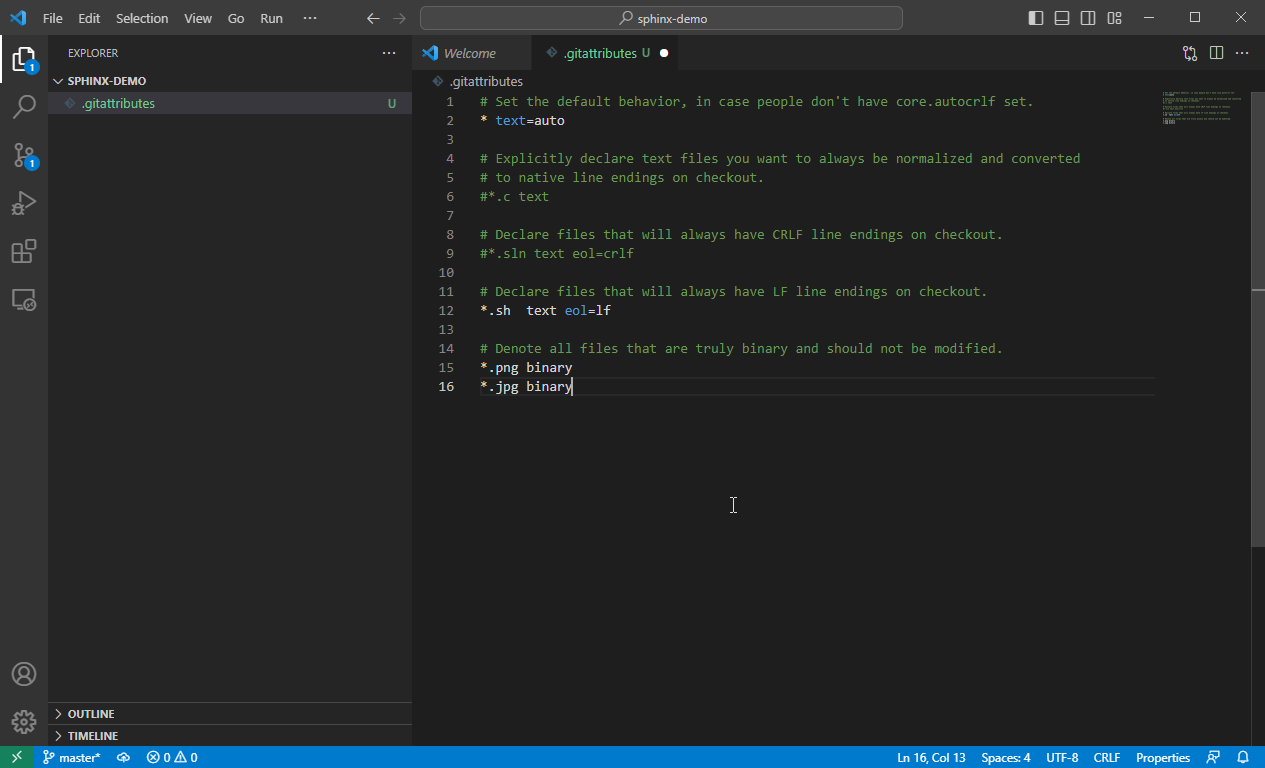 File Edit Selection View Go Run ··· sphinx-demo
EXPLORER ···
SPHINX-DEMO
.gitattributes U
1
1
Welcome .gitattributes U
.gitattributes
1 # Set the default behavior, in case people don't have core.autocrlf set.
2 * text=auto
3
4 # Explicitly declare text files you want to always be normalized and converted
5 # to native line endings on checkout.
6 #*.c text
7
8 # Declare files that will always have CRLF line endings on checkout.
9 #*.sln text eol=crlf
10
11 # Declare files that will always have LF line endings on checkout.
12 *.sh  text eol=lf
13
14 # Denote all files that are truly binary and should not be modified.
15 *.png binary
16 *.jpg binary
OUTLINE
TIMELINE
master* 0 0 Ln 16, Col 13 Spaces: 4 UTF-8 CRLF Properties